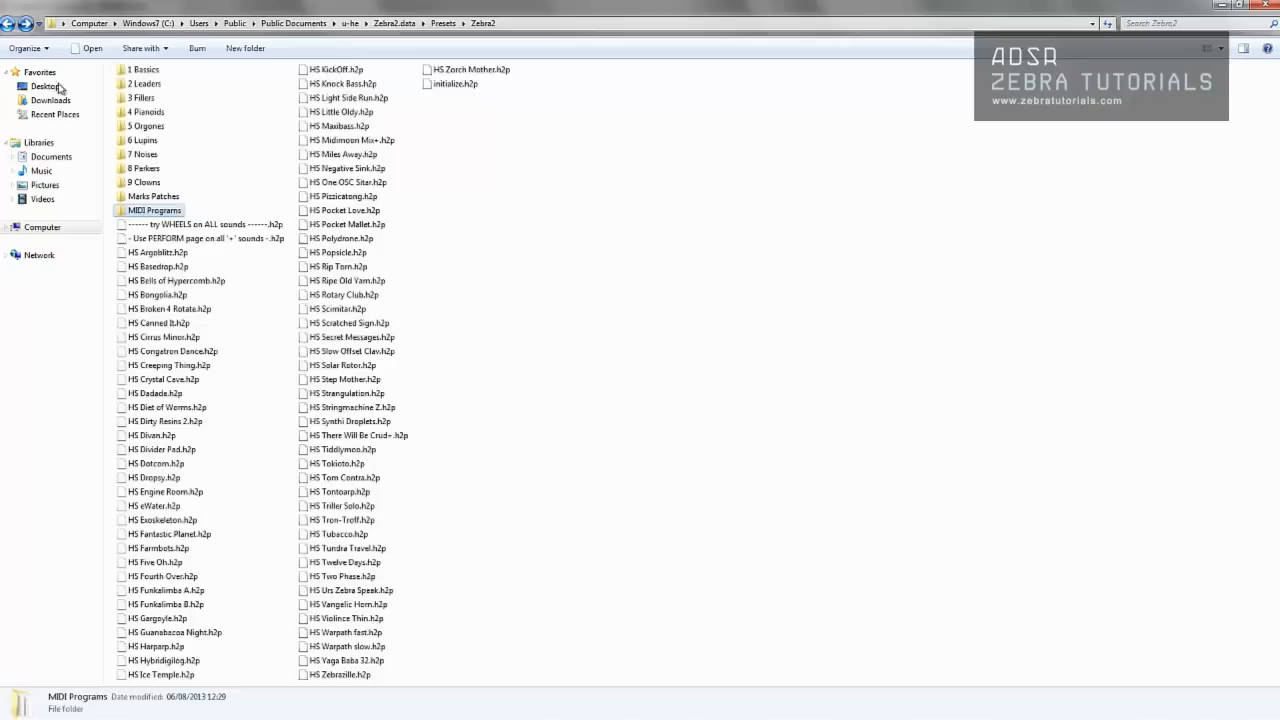 Computer ▸ Windows7 (C:) ▸ Users ▸ Public ▸ Public Documents ▸ u-he ▸ Zebra2.data ▸ Presets ▸ Zebra2
Search Zebra2
Organize
Open
Share with
Burn
New folder
ADSR
ZEBRA TUTORIALS
www.zebratutorials.com
Favorites
Desktop
Downloads
Recent Places
Libraries
Documents
Music
Pictures
Videos
Computer
Network
1 Bassics
2 Leaders
3 Fillers
4 Pianoids
5 Orgones
6 Lupins
7 Noises
8 Perkers
9 Clowns
Marks Patches
MIDI Programs
------ try WHEELS on ALL sounds ------.h2p
- Use PERFORM page on all '+' sounds -.h2p
HS Argoblitz.h2p
HS Basedrop.h2p
HS Bells of Hypercomb.h2p
HS Bongolia.h2p
HS Broken 4 Rotate.h2p
HS Canned It.h2p
HS Cirrus Minor.h2p
HS Congatron Dance.h2p
HS Creeping Thing.h2p
HS Crystal Cave.h2p
HS Dadada.h2p
HS Diet of Worms.h2p
HS Dirty Resins 2.h2p
HS Divan.h2p
HS Divider Pad.h2p
HS Dotcom.h2p
HS Dropsy.h2p
HS Engine Room.h2p
HS eWater.h2p
HS Exoskeleton.h2p
HS Fantastic Planet.h2p
HS Farmbots.h2p
HS Five Oh.h2p
HS Fourth Over.h2p
HS Funkalimba A.h2p
HS Funkalimba B.h2p
HS Gargoyle.h2p
HS Guanabacoa Night.h2p
HS Harparp.h2p
HS Hybridigilog.h2p
HS Ice Temple.h2p
HS KickOff.h2p
HS Knock Bass.h2p
HS Light Side Run.h2p
HS Little Oldy.h2p
HS Maxibass.h2p
HS Midimoon Mix+.h2p
HS Miles Away.h2p
HS Negative Sink.h2p
HS One OSC Sitar.h2p
HS Pizzicatong.h2p
HS Pocket Love.h2p
HS Pocket Mallet.h2p
HS Polydrone.h2p
HS Popsicle.h2p
HS Rip Torn.h2p
HS Ripe Old Yarn.h2p
HS Rotary Club.h2p
HS Scimitar.h2p
HS Scratched Sign.h2p
HS Secret Messages.h2p
HS Slow Offset Clav.h2p
HS Solar Rotor.h2p
HS Step Mother.h2p
HS Strangulation.h2p
HS Stringmachine Z.h2p
HS Synthi Droplets.h2p
HS There Will Be Crud+.h2p
HS Tiddlymoo.h2p
HS Tokioto.h2p
HS Tom Contra.h2p
HS Tontoarp.h2p
HS Triller Solo.h2p
HS Tron-Troff.h2p
HS Tubacco.h2p
HS Tundra Travel.h2p
HS Twelve Days.h2p
HS Two Phase.h2p
HS Urs Zebra Speak.h2p
HS Vangelic Horn.h2p
HS Violince Thin.h2p
HS Warpath fast.h2p
HS Warpath slow.h2p
HS Yaga Baba 32.h2p
HS Zebrazille.h2p
HS Zorch Mother.h2p
initialize.h2p
MIDI Programs Date modified: 06/08/2013 12:29
File folder